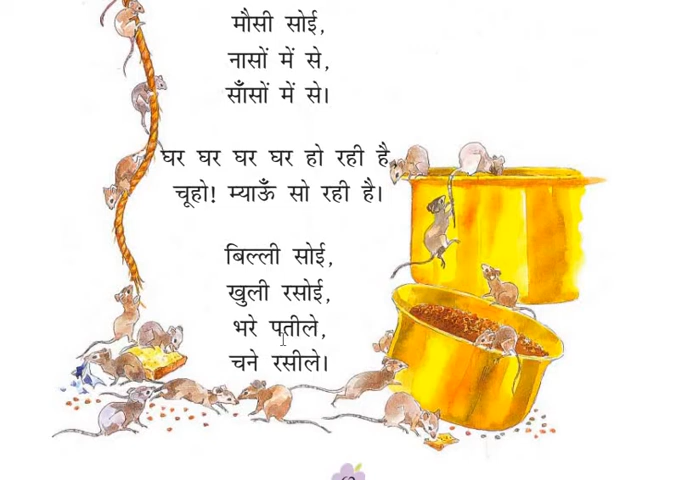 मौसी सोई,
नासों में से,
साँसों में से।
घर घर घर घर हो रही है,
चूहो! म्याऊँ सो रही है।
बिल्ली सोई,
खुली रसोई,
भरे पतीले,
चने रसीले।